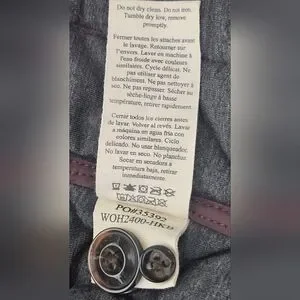 Do not dry clean. Do not iron.
Tumble dry low, remove
promptly.
Fermer toutes les attaches avant
le lavage. Retourner sur
l'envers. Laver en machine à
l'eau froide avec couleurs
similaires. Cycle délicat. Ne
pas utiliser agent de
blanchiment. Ne pas nettoyer à
sec. Ne pas repasser. Sécher au
sèche-linge à basse
température, retirer rapidement.
Cerrar todos los cierres antes
de lavar. Volver al revés. Lavar
a máquina en agua fría con
colores similares. Ciclo
delicado. No usar blanqueador.
No lavar en seco. No planchar.
Secar en secadora a
temperatura baja, retirar
inmediatamente.
PO#35392
WOH2400-HKB